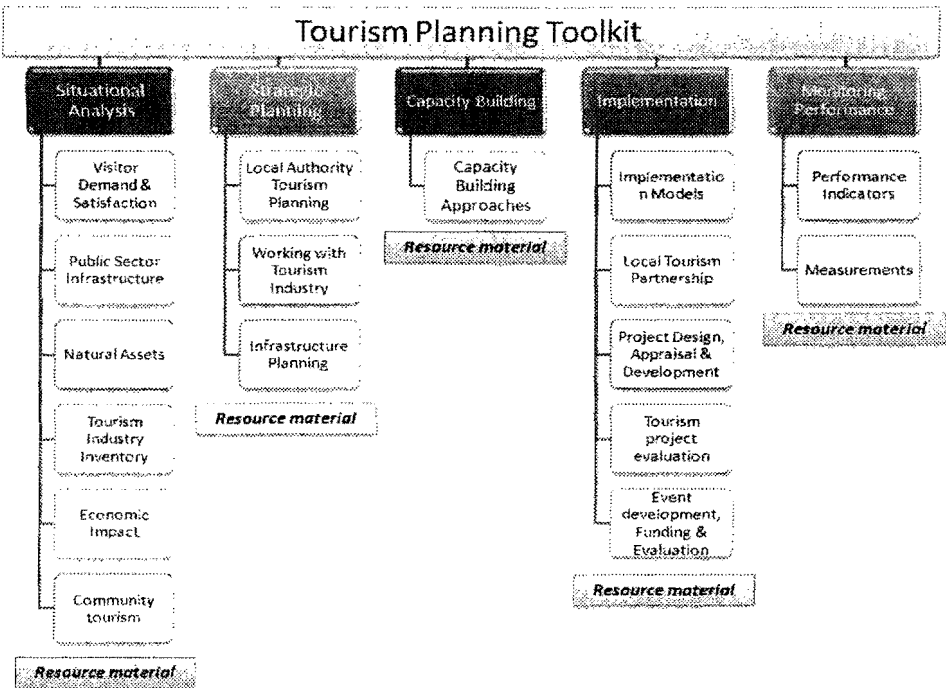 Tourism Planning Toolkit
Situational
Analysis
Visitor
Demand &
Satisfaction
Public Sector
Infrastructure
Natural Assets
Tourism
Industry
Inventory
Economic
Impact
Community
tourism
Resource material
Strategic
Planning
Local Authority
Tourism
Planning
Working with
Tourism
Industry
Infrastructure
Planning
Resource material
Capacity Building
Capacity
Building
Approaches
Resource material
Implementation
Implementatio
n Models
Local Tourism
Partnership
Project Design,
Appraisal &
Development
Tourism
project
evaluation
Event
development,
Funding &
Evaluation
Resource material
Monitoring
Performance
Performance
Indicators
Measurements
Resource material